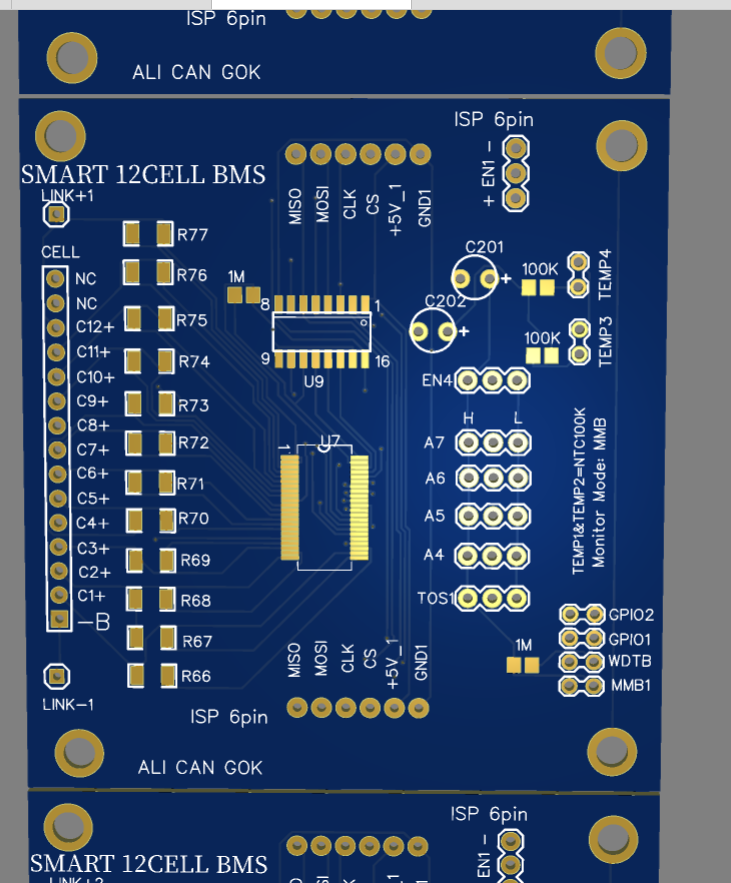 ISP 6pin
ALI CAN GOK
ISP 6pin
EN1
- +
SMART 12CELL BMS
LINK+1
MISO
MOSI
CLK
CS
+5V_1
GND1
CELL
NC
NC
C12+
C11+
C10+
C9+
C8+
C7+
C6+
C5+
C4+
C3+
C2+
C1+
-B
LINK-1
R77
R76
R75
R74
R73
R72
R71
R70
R69
R68
R67
R66
1M
8
1
9
16
U9
1
U7
C201
+
C202
+
100K
TEMP4
100K
TEMP3
EN4
H L
A7
A6
A5
A4
TOS1
TEMP1&TEMP2=NTC100K
Monitor Mode: MMB
GPIO2
GPIO1
WDTB
MMB1
1M
MISO
MOSI
CLK
CS
+5V_1
GND1
ISP 6pin
ALI CAN GOK
ISP 6pin
EN1
-
SMART 12CELL BMS